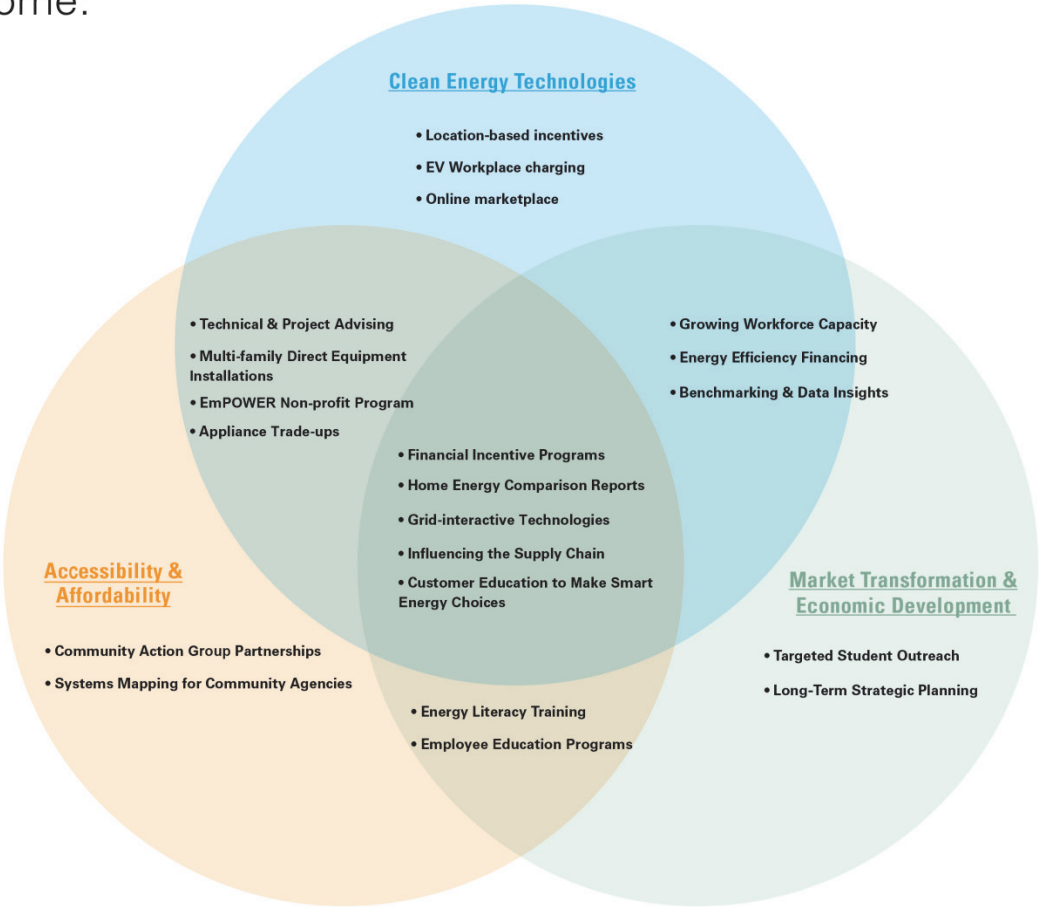 ome.
Clean Energy Technologies
• Location-based incentives
• EV Workplace charging
• Online marketplace
• Technical & Project Advising
• Multi-family Direct Equipment
Installations
• EmPOWER Non-profit Program
• Appliance Trade-ups
• Growing Workforce Capacity
• Energy Efficiency Financing
• Benchmarking & Data Insights
• Financial Incentive Programs
• Home Energy Comparison Reports
• Grid-interactive Technologies
• Influencing the Supply Chain
• Customer Education to Make Smart
Energy Choices
Accessibility &
Affordability
• Community Action Group Partnerships
• Systems Mapping for Community Agencies
Market Transformation &
Economic Development
• Targeted Student Outreach
• Long-Term Strategic Planning
• Energy Literacy Training
• Employee Education Programs